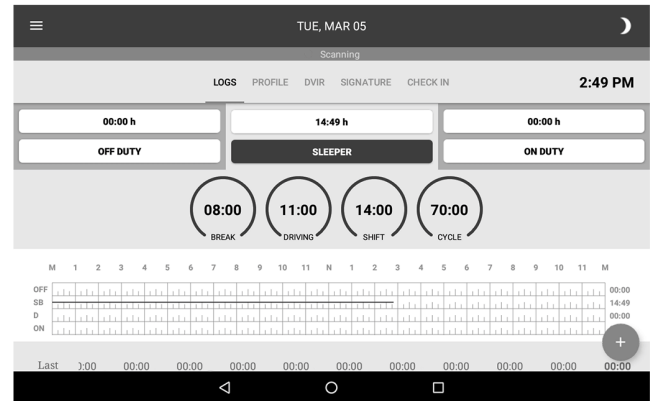 TUE, MAR 05
Scanning
LOGS PROFILE DVIR SIGNATURE CHECK IN 2:49 PM
00:00 h 14:49 h 00:00 h
OFF DUTY SLEEPER ON DUTY
08:00 11:00 14:00 70:00
BREAK DRIVING SHIFT CYCLE
M 1 2 3 4 5 6 7 8 9 10 11 N 1 2 3 4 5 6 7 8 9 10 11 M
OFF 00:00
SB 14:49
D 00:00
ON
+
Last 0:00 00:00 00:00 00:00 00:00 00:00 00:00 00:00 00:00 00:00 00:00